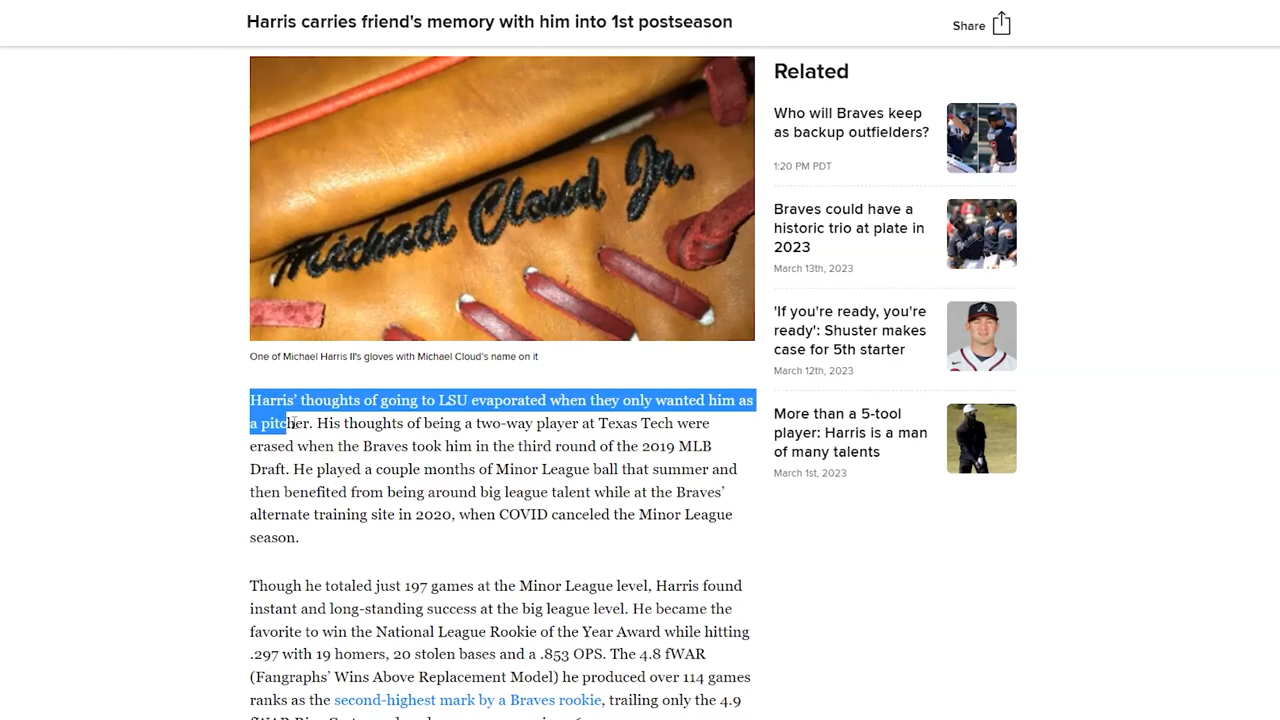 Harris carries friend's memory with him into 1st postseason
Share
Michael Cloud Jr.
One of Michael Harris II's gloves with Michael Cloud's name on it
Harris’ thoughts of going to LSU evaporated when they only wanted him as
a pitcher. His thoughts of being a two-way player at Texas Tech were
erased when the Braves took him in the third round of the 2019 MLB
Draft. He played a couple months of Minor League ball that summer and
then benefited from being around big league talent while at the Braves’
alternate training site in 2020, when COVID canceled the Minor League
season.
Though he totaled just 197 games at the Minor League level, Harris found
instant and long-standing success at the big league level. He became the
favorite to win the National League Rookie of the Year Award while hitting
.297 with 19 homers, 20 stolen bases and a .853 OPS. The 4.8 fWAR
(Fangraphs’ Wins Above Replacement Model) he produced over 114 games
ranks as the second-highest mark by a Braves rookie, trailing only the 4.9
Related
Who will Braves keep
as backup outfielders?
1:20 PM PDT
Braves could have a
historic trio at plate in
2023
March 13th, 2023
'If you're ready, you're
ready': Shuster makes
case for 5th starter
March 12th, 2023
More than a 5-tool
player: Harris is a man
of many talents
March 1st, 2023